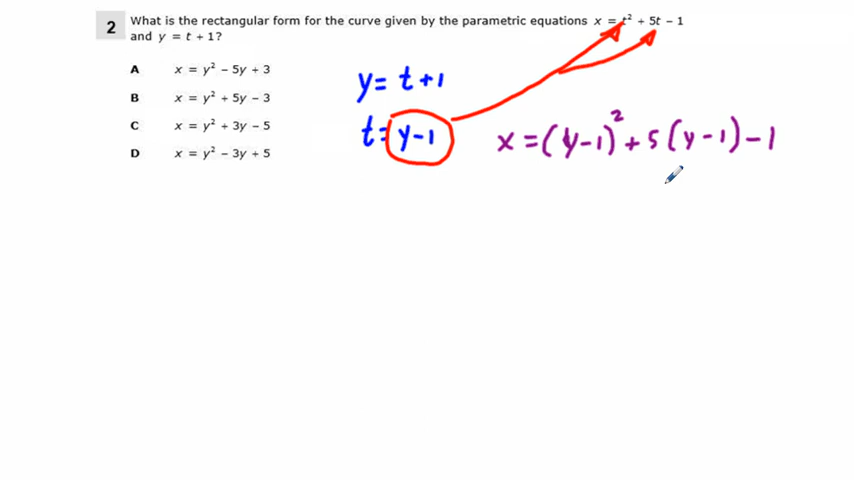 2 What is the rectangular form for the curve given by the parametric equations x = t² + 5t − 1
and y = t + 1?
A x = y² − 5y + 3
B x = y² + 5y − 3
C x = y² + 3y − 5
D x = y² − 3y + 5
y = t + 1
t = y − 1
x = (y − 1)² + 5 (y − 1) − 1